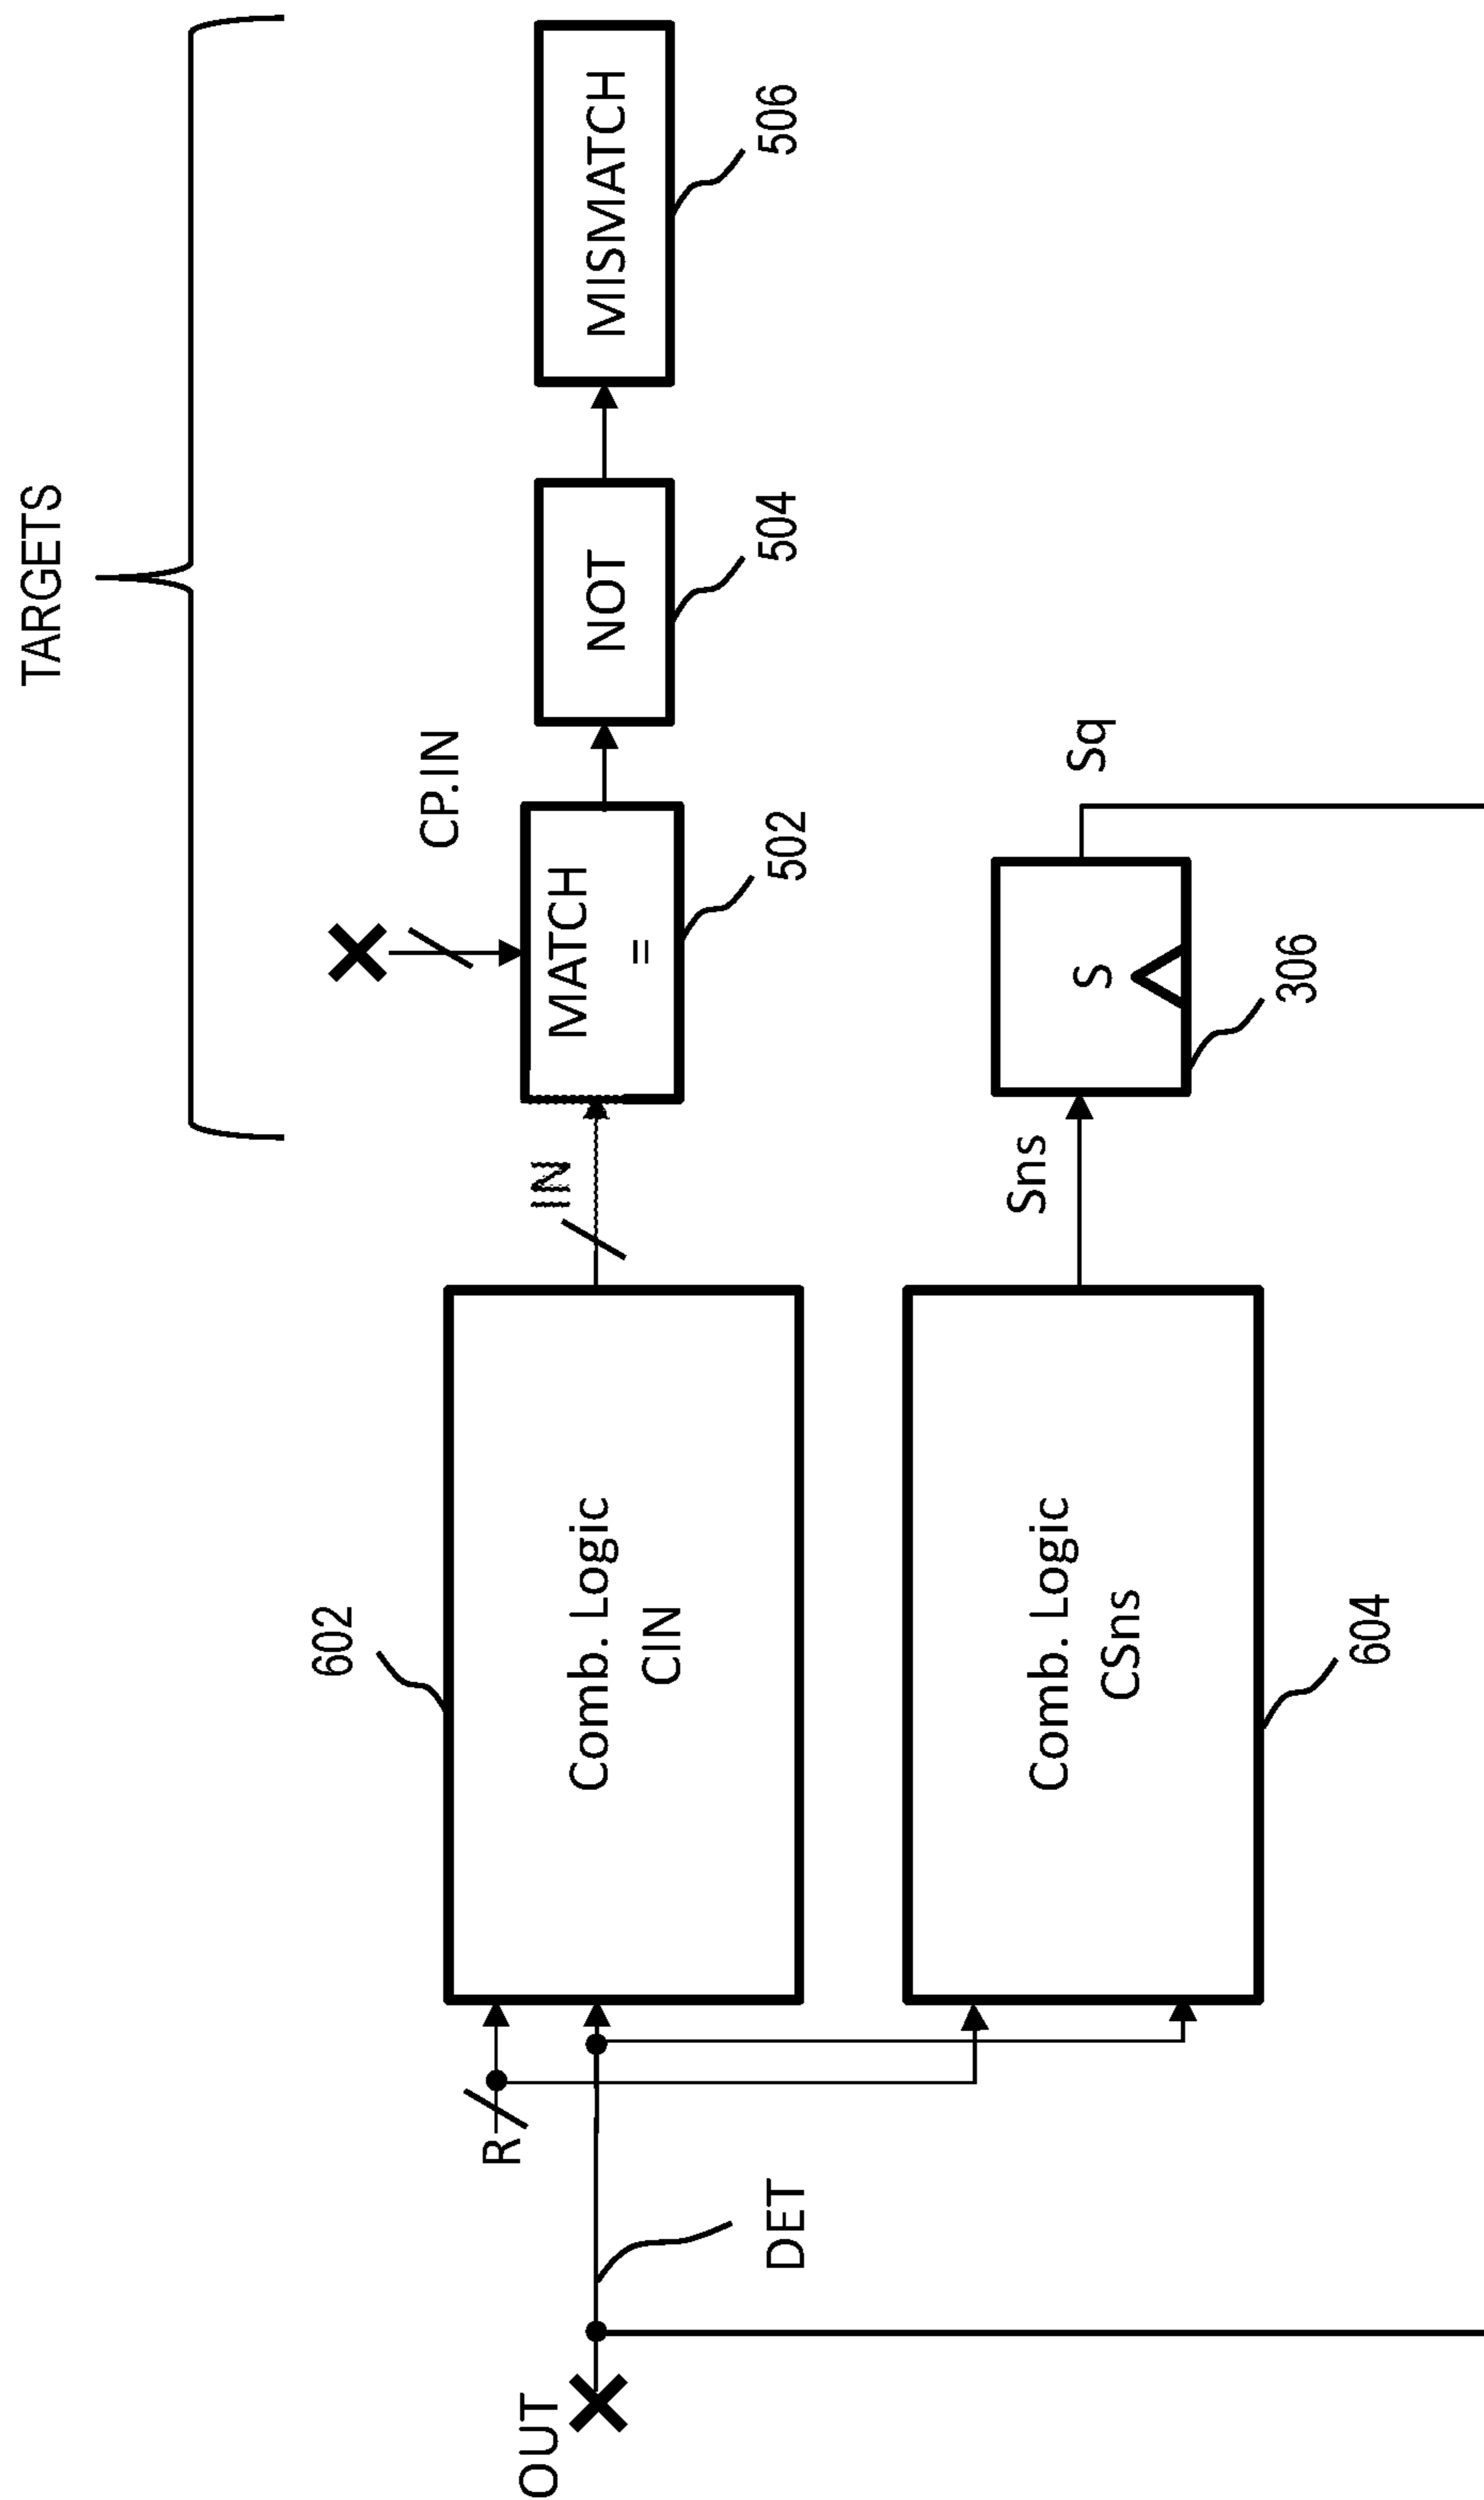 TARGETS
CP.IN
OUT
R
602
Comb. Logic
CIN
IN
MATCH
=
NOT
MISMATCH
DET
502
504
506
Comb. Logic
CSns
604
Sns
S
306
Sq